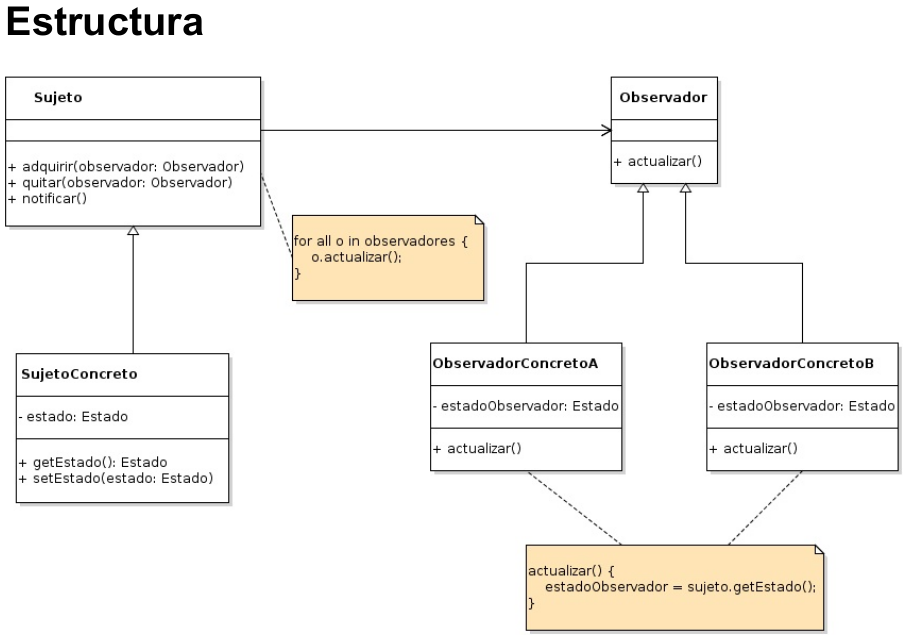 Estructura
Sujeto
+ adquirir(observador: Observador)
+ quitar(observador: Observador)
+ notificar()
Observador
+ actualizar()
for all o in observadores {
o.actualizar();
}
SujetoConcreto
- estado: Estado
+ getEstado(): Estado
+ setEstado(estado: Estado)
ObservadorConcretoA
- estadoObservador: Estado
+ actualizar()
ObservadorConcretoB
- estadoObservador: Estado
+ actualizar()
actualizar() {
estadoObservador = sujeto.getEstado();
}